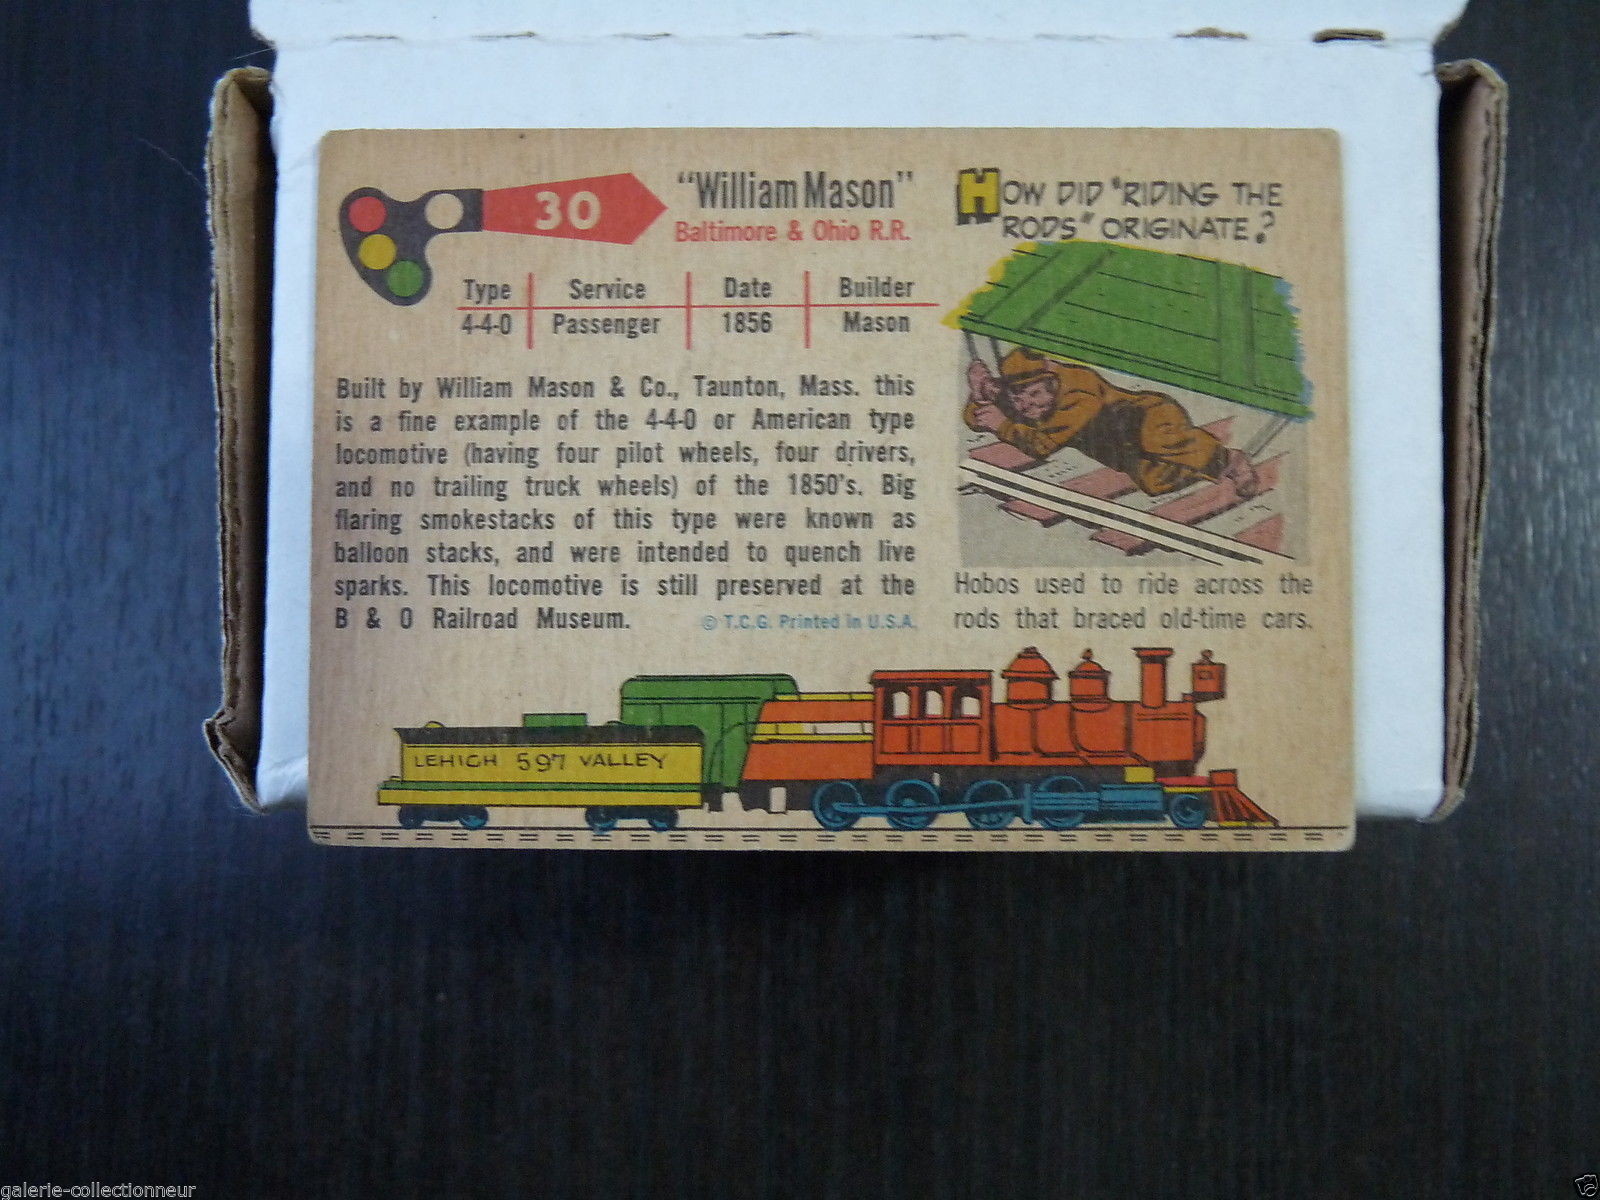 30
"William Mason"
Baltimore & Ohio R.R.
Type Service Date Builder
4-4-0 Passenger 1856 Mason
Built by William Mason & Co., Taunton, Mass. this
is a fine example of the 4-4-0 or American type
locomotive (having four pilot wheels, four drivers,
and no trailing truck wheels) of the 1850's. Big
flaring smokestacks of this type were known as
balloon stacks, and were intended to quench live
sparks. This locomotive is still preserved at the
B & O Railroad Museum.
© T.C.G. Printed in U.S.A.
HOW DID "RIDING THE
RODS" ORIGINATE?
Hobos used to ride across the
rods that braced old-time cars.
LEHIGH 597 VALLEY
galerie-collectionneur